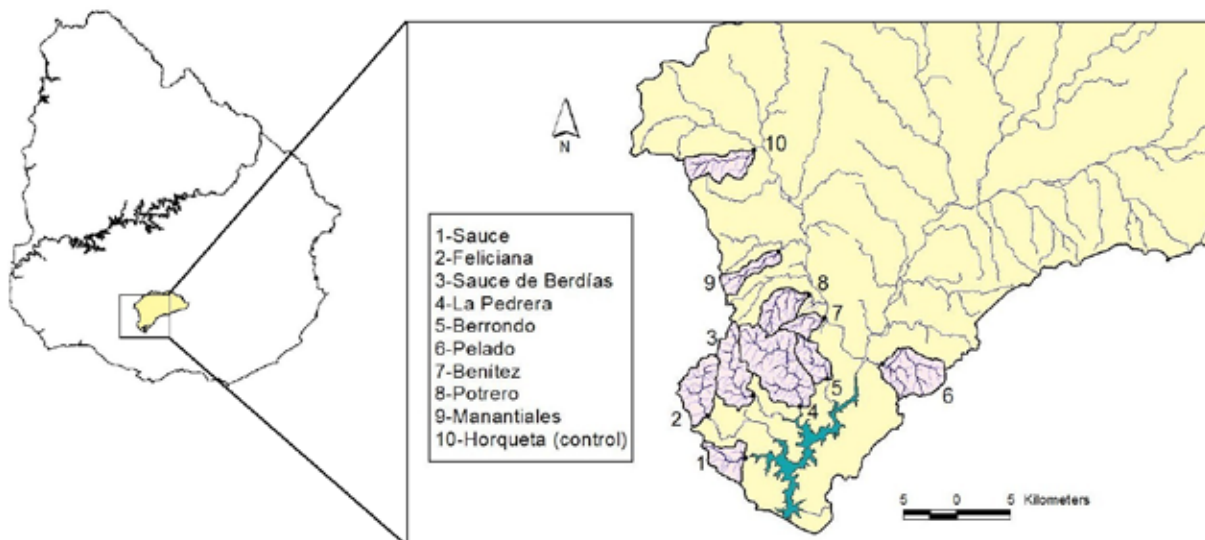 N
1-Sauce
2-Feliciana
3-Sauce de Berdías
4-La Pedrera
5-Berrondo
6-Pelado
7-Benítez
8-Potrero
9-Manantiales
10-Horqueta (control)
10
9
8
7
3
5
6
2
4
1
5 0 5 Kilometers